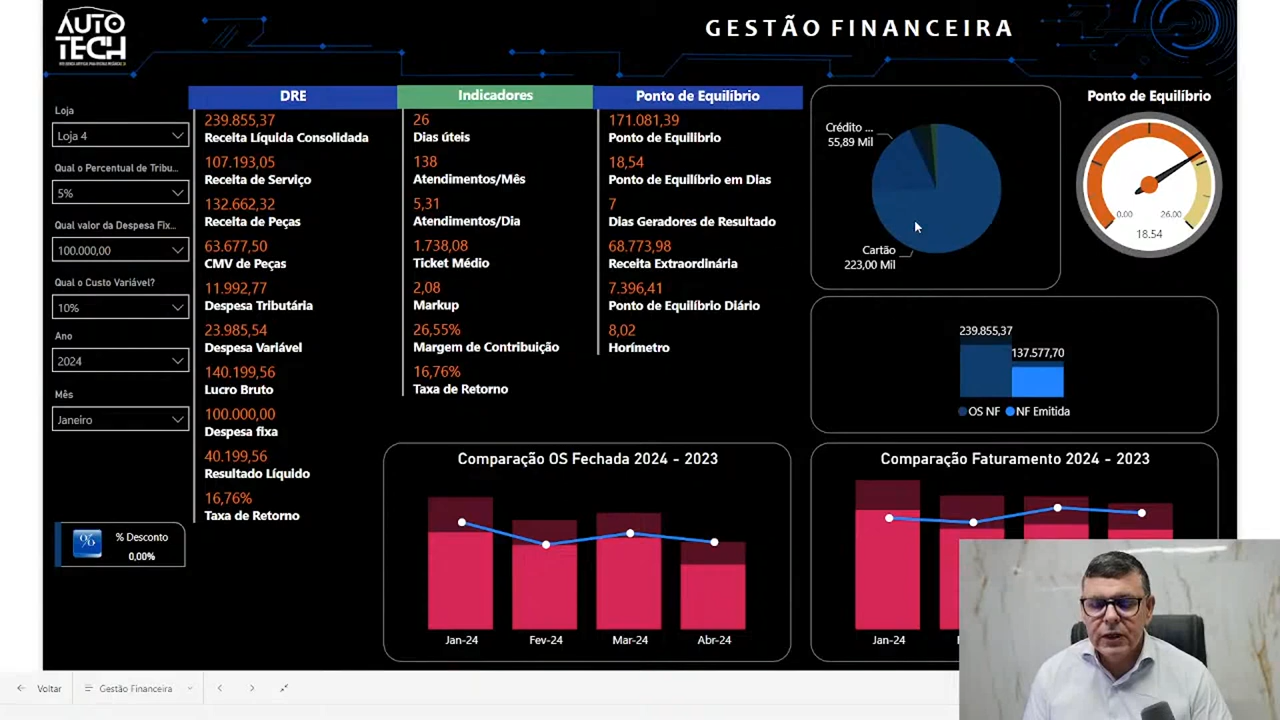 AUTO
TECH
GESTÃO FINANCEIRA
Loja
Loja 4
Qual o Percentual de Tribu...
5%
Qual valor da Despesa Fix...
100.000,00
Qual o Custo Variável?
10%
Ano
2024
Mês
Janeiro
% Desconto
0,00%
DRE
239.855,37
Receita Líquida Consolidada
107.193,05
Receita de Serviço
132.662,32
Receita de Peças
63.677,50
CMV de Peças
11.992,77
Despesa Tributária
23.985,54
Despesa Variável
140.199,56
Lucro Bruto
100.000,00
Despesa fixa
40.199,56
Resultado Líquido
16,76%
Taxa de Retorno
Indicadores
26
Dias úteis
138
Atendimentos/Mês
5,31
Atendimentos/Dia
1.738,08
Ticket Médio
2,08
Markup
26,55%
Margem de Contribuição
16,76%
Taxa de Retorno
Ponto de Equilíbrio
171.081,39
Ponto de Equilíbrio
18,54
Ponto de Equilíbrio em Dias
7
Dias Geradores de Resultado
68.773,98
Receita Extraordinária
7.396,41
Ponto de Equilíbrio Diário
8,02
Horímetro
Crédito ...
55,89 Mil
Cartão
223,00 Mil
Ponto de Equilíbrio
0.00
26.00
18.54
239.855,37
137.577,70
OS NF NF Emitida
Comparação OS Fechada 2024 - 2023
Jan-24 Fev-24 Mar-24 Abr-24
Comparação Faturamento 2024 - 2023
Jan-24
Voltar
Gestão Financeira